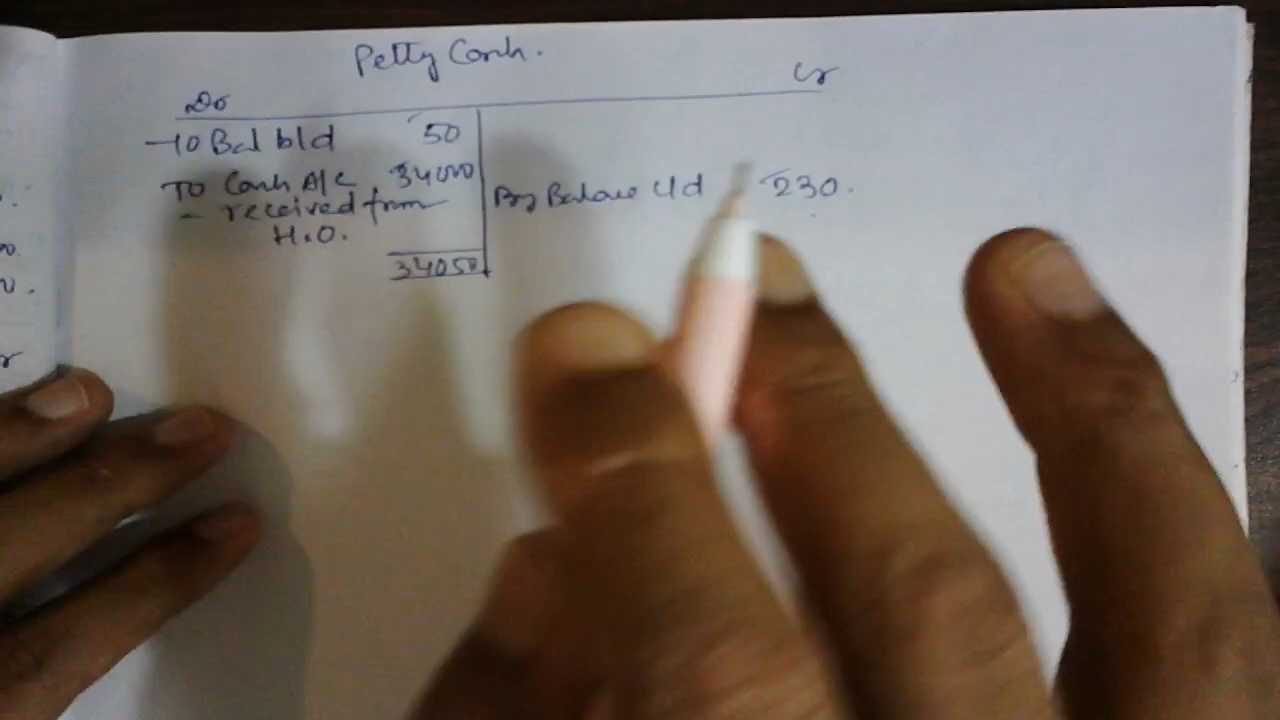 Petty Cash.
Dr
Cr
To Bal b/d 50
To Cash A/c 34000
- received from
H.O.
34050
By Balance c/d 230.